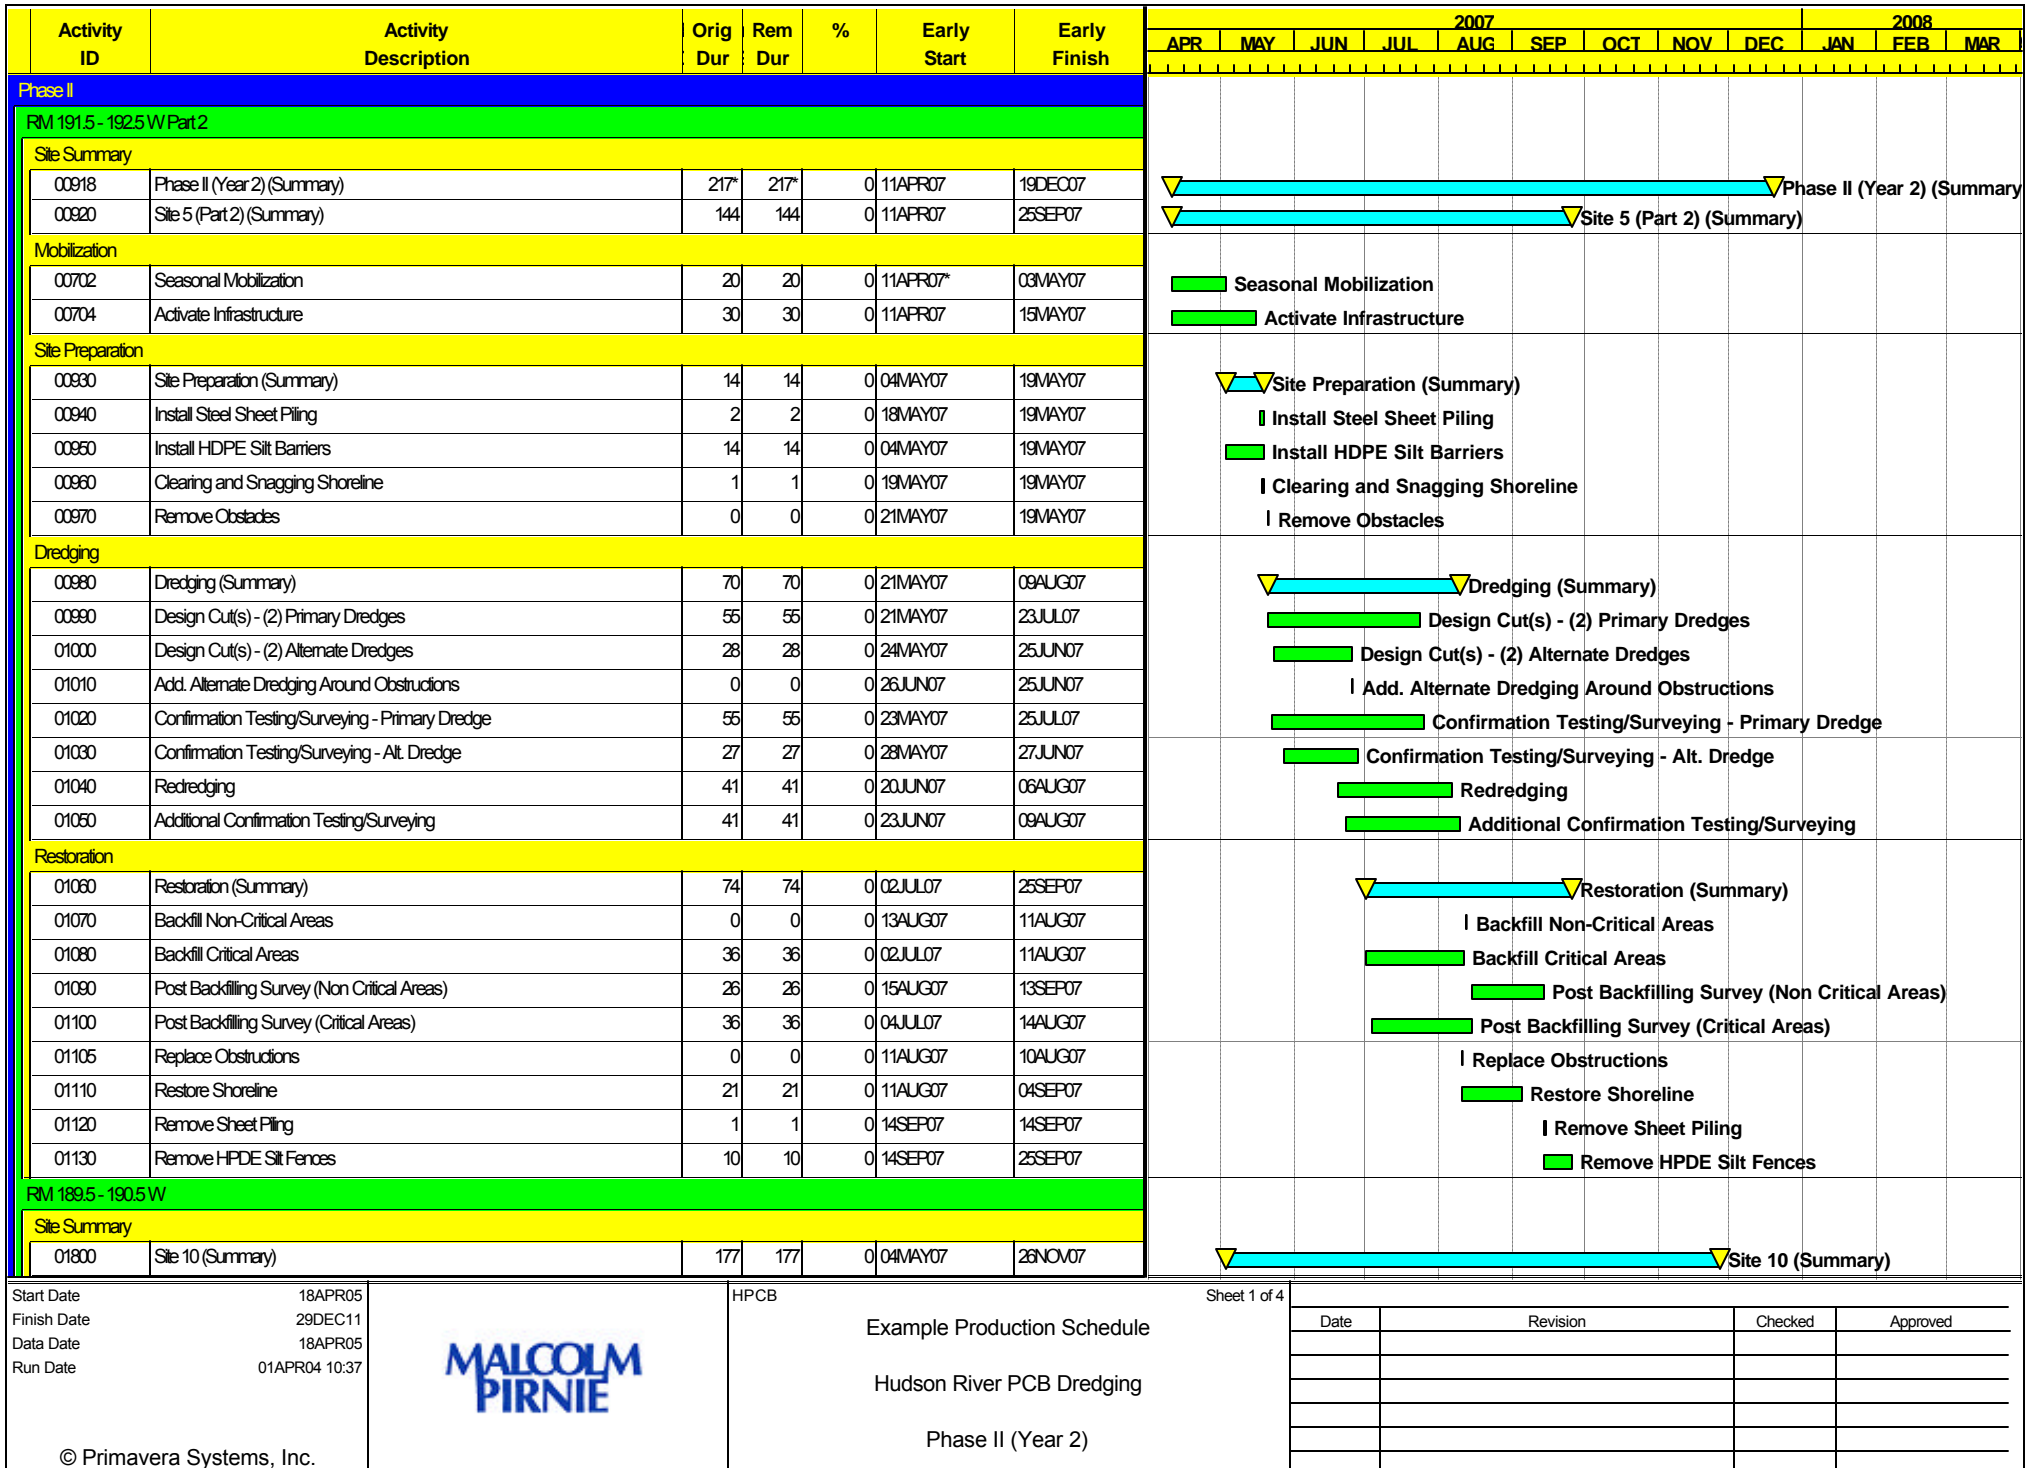 Activity ID Activity Description Orig Dur Rem Dur % Early Start Early Finish
2007 2008
APR MAY JUN JUL AUG SEP OCT NOV DEC JAN FEB MAR
Phase II
RM 191.5 - 192.5 W Part 2
Site Summary
00918 Phase II (Year 2) (Summary) 217* 217* 0 11APR07 19DEC07 Phase II (Year 2) (Summary
00920 Site 5 (Part 2) (Summary) 144 144 0 11APR07 25SEP07 Site 5 (Part 2) (Summary)
Mobilization
00702 Seasonal Mobilization 20 20 0 11APR07* 03MAY07 Seasonal Mobilization
00704 Activate Infrastructure 30 30 0 11APR07 15MAY07 Activate Infrastructure
Site Preparation
00930 Site Preparation (Summary) 14 14 0 04MAY07 19MAY07 Site Preparation (Summary)
00940 Install Steel Sheet Piling 2 2 0 18MAY07 19MAY07 Install Steel Sheet Piling
00950 Install HDPE Silt Barriers 14 14 0 04MAY07 19MAY07 Install HDPE Silt Barriers
00960 Clearing and Snagging Shoreline 1 1 0 19MAY07 19MAY07 Clearing and Snagging Shoreline
00970 Remove Obstacles 0 0 0 21MAY07 19MAY07 Remove Obstacles
Dredging
00980 Dredging (Summary) 70 70 0 21MAY07 09AUG07 Dredging (Summary)
00990 Design Cut(s) - (2) Primary Dredges 55 55 0 21MAY07 23JUL07 Design Cut(s) - (2) Primary Dredges
01000 Design Cut(s) - (2) Alternate Dredges 28 28 0 24MAY07 25JUN07 Design Cut(s) - (2) Alternate Dredges
01010 Add. Alternate Dredging Around Obstructions 0 0 0 26JUN07 25JUN07 Add. Alternate Dredging Around Obstructions
01020 Confirmation Testing/Surveying - Primary Dredge 55 55 0 23MAY07 25JUL07 Confirmation Testing/Surveying - Primary Dredge
01030 Confirmation Testing/Surveying - Alt. Dredge 27 27 0 28MAY07 27JUN07 Confirmation Testing/Surveying - Alt. Dredge
01040 Redredging 41 41 0 20JUN07 06AUG07 Redredging
01050 Additional Confirmation Testing/Surveying 41 41 0 23JUN07 09AUG07 Additional Confirmation Testing/Surveying
Restoration
01060 Restoration (Summary) 74 74 0 02JUL07 25SEP07 Restoration (Summary)
01070 Backfill Non-Critical Areas 0 0 0 13AUG07 11AUG07 Backfill Non-Critical Areas
01080 Backfill Critical Areas 36 36 0 02JUL07 11AUG07 Backfill Critical Areas
01090 Post Backfilling Survey (Non Critical Areas) 26 26 0 15AUG07 13SEP07 Post Backfilling Survey (Non Critical Areas)
01100 Post Backfilling Survey (Critical Areas) 36 36 0 04JUL07 14AUG07 Post Backfilling Survey (Critical Areas)
01105 Replace Obstructions 0 0 0 11AUG07 10AUG07 Replace Obstructions
01110 Restore Shoreline 21 21 0 11AUG07 04SEP07 Restore Shoreline
01120 Remove Sheet Piling 1 1 0 14SEP07 14SEP07 Remove Sheet Piling
01130 Remove HPDE Silt Fences 10 10 0 14SEP07 25SEP07 Remove HPDE Silt Fences
RM 189.5 - 190.5 W
Site Summary
01800 Site 10 (Summary) 177 177 0 04MAY07 26NOV07 Site 10 (Summary)
Start Date 18APR05
Finish Date 29DEC11
Data Date 18APR05
Run Date 01APR04 10:37
© Primavera Systems, Inc.
MALCOLM
PIRNIE
HPCB Sheet 1 of 4
Example Production Schedule
Hudson River PCB Dredging
Phase II (Year 2)
Date Revision Checked Approved